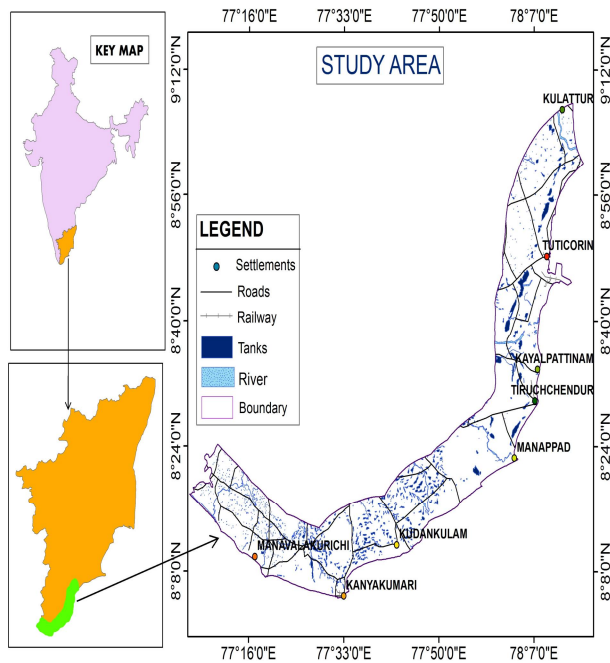 KEY MAP
77°16'0"E 77°33'0"E 77°50'0"E 78°7'0"E
STUDY AREA
9°12'0"N
9°12'0"N
KULATTUR
8°56'0"N
8°56'0"N
LEGEND
Settlements
Roads
Railway
Tanks
River
Boundary
TUTICORIN
8°40'0"N
8°40'0"N
KAYALPATTINAM
TIRUCHCHENDUR
8°24'0"N
8°24'0"N
MANAPPAD
KUDANKULAM
MANAVALAKURICHI
8°8'0"N
8°8'0"N
KANYAKUMARI
77°16'0"E 77°33'0"E 77°50'0"E 78°7'0"E